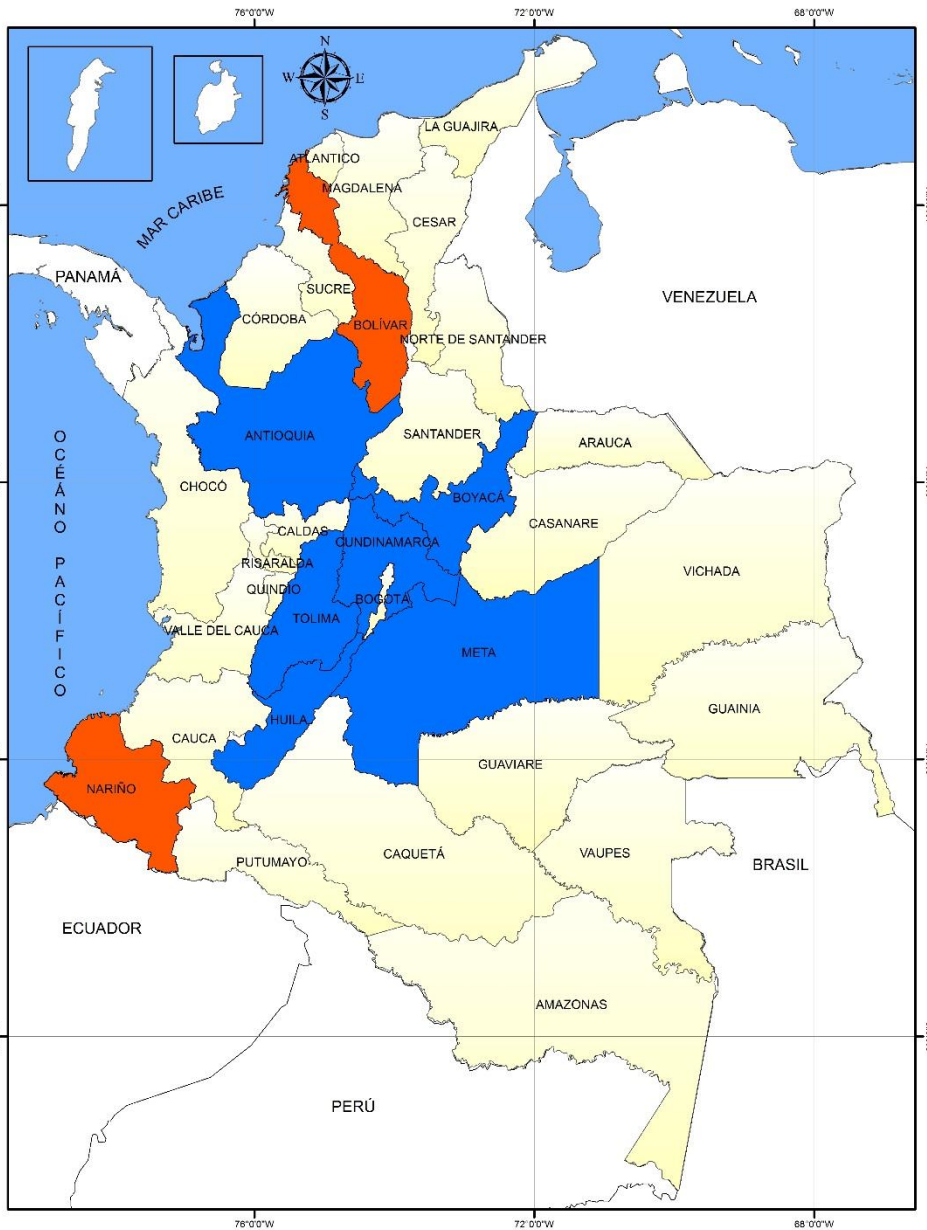 76°0'0"W
72°0'0"W
68°0'0"W
N
W
E
S
LA GUAJIRA
ATLANTICO
MAGDALENA
MAR CARIBE
CESAR
PANAMÁ
SUCRE
VENEZUELA
CÓRDOBA
BOLÍVAR
NORTE DE SANTANDER
ANTIOQUIA
SANTANDER
ARAUCA
OCÉÁNO PACÍFICO
CHOCÓ
BOYACÁ
CASANARE
CALDAS
CUNDINAMARCA
RISARALDA
VICHADA
QUINDIO
BOGOTÁ
TOLIMA
VALLE DEL CAUCA
META
GUAINIA
HUILA
CAUCA
GUAVIARE
NARIÑO
CAQUETÁ
VAUPES
PUTUMAYO
BRASIL
ECUADOR
AMAZONAS
PERÚ
76°0'0"W
72°0'0"W
68°0'0"W